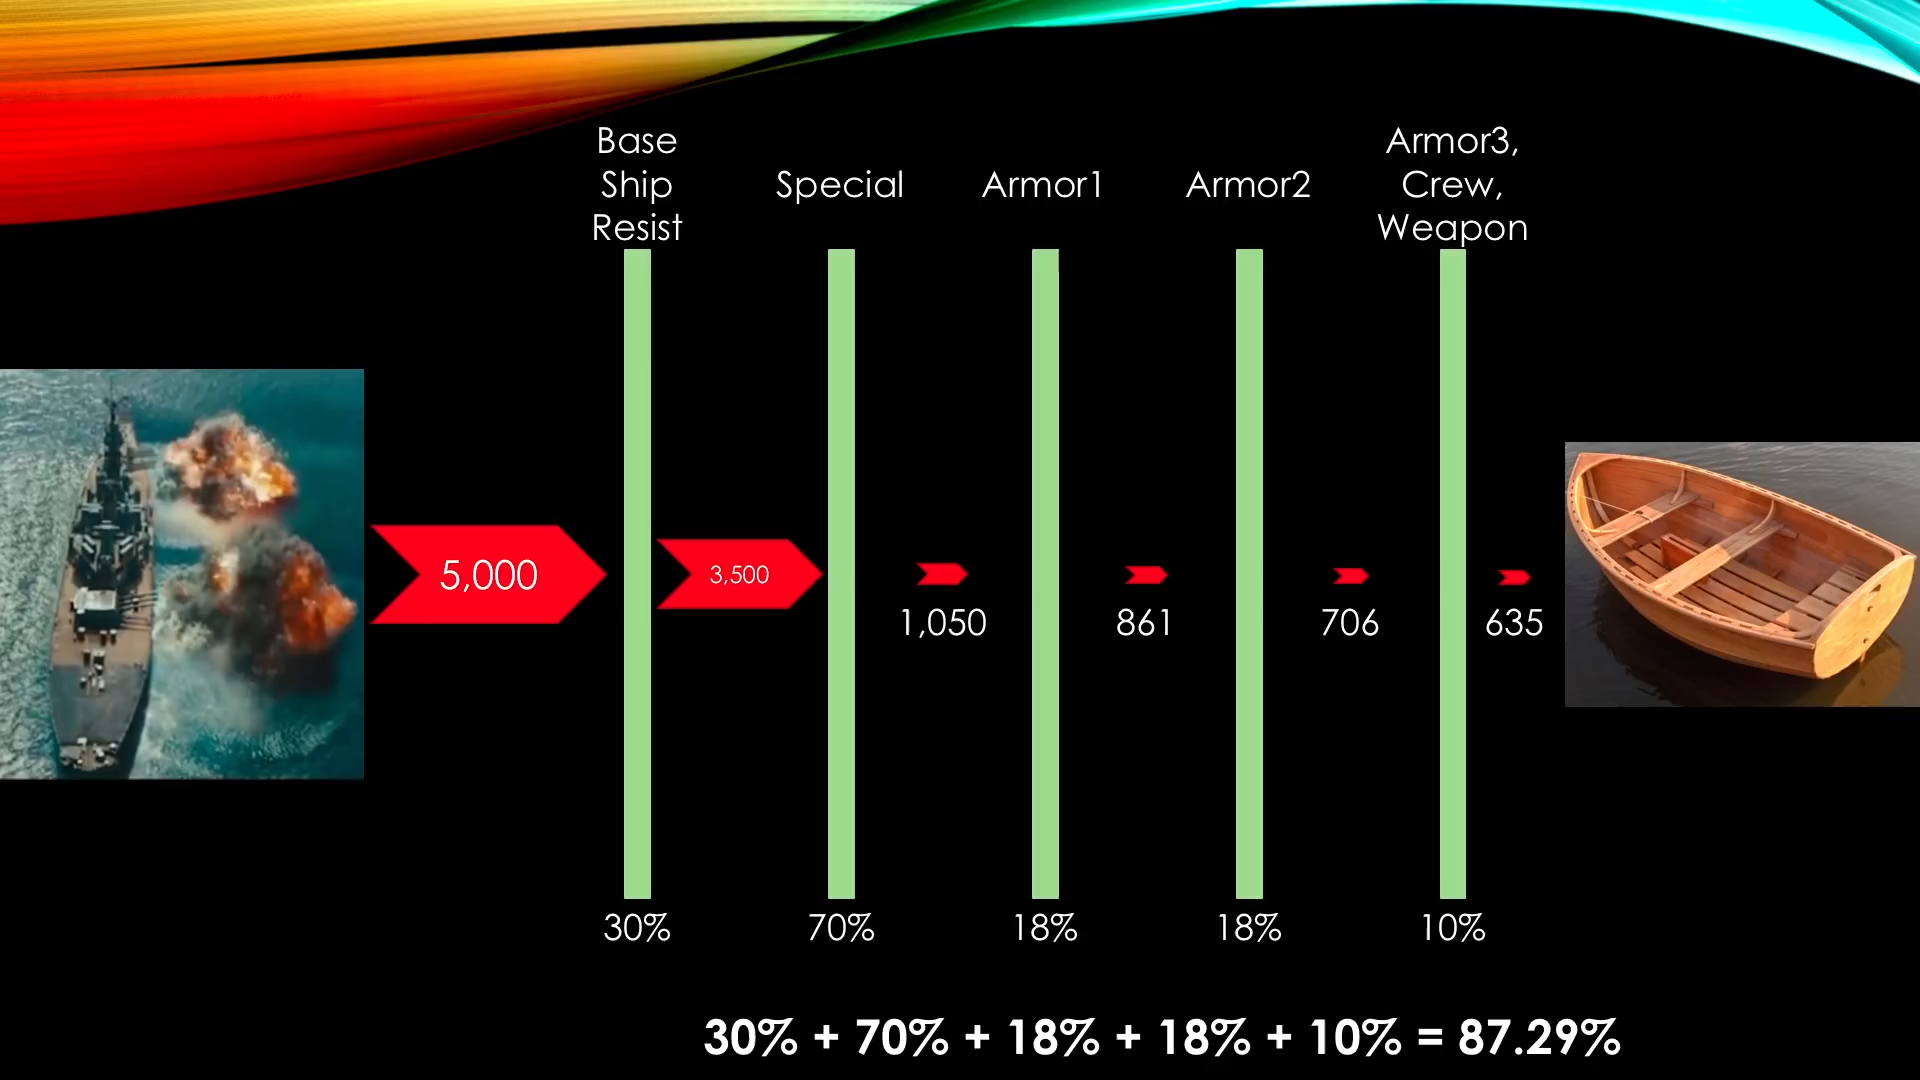 Base
Ship
Resist
Special
Armor1
Armor2
Armor3,
Crew,
Weapon
5,000
3,500
1,050
861
706
635
30%
70%
18%
18%
10%
30% + 70% + 18% + 18% + 10% = 87.29%